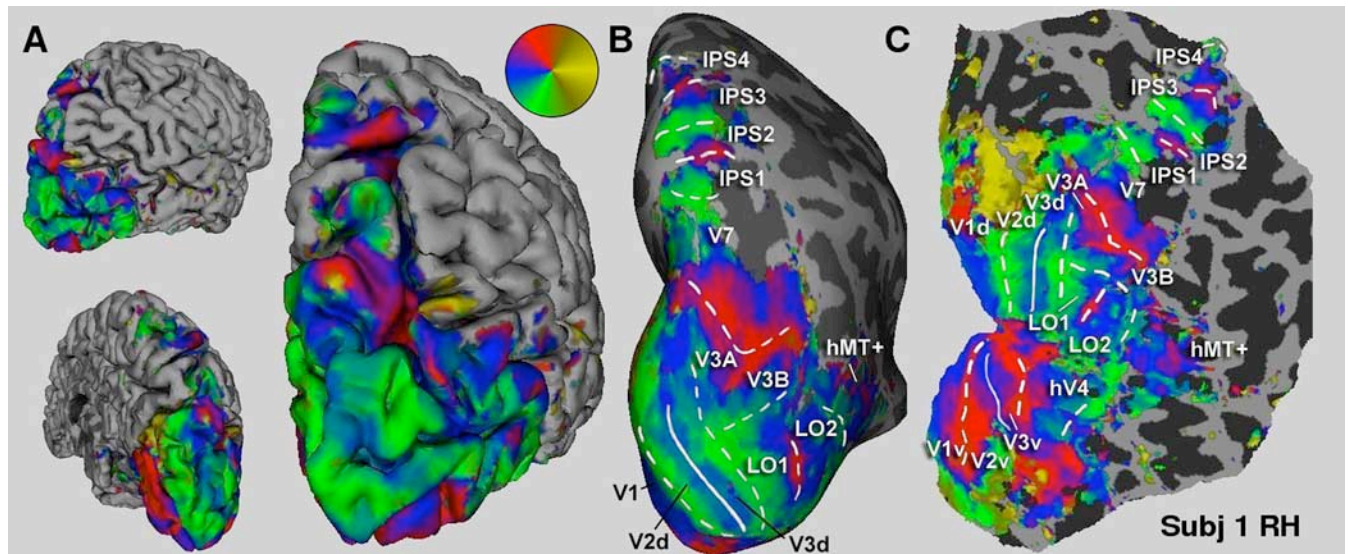 A
B
IPS4
IPS3
IPS2
IPS1
V7
V3A
V3B
hMT+
LO2
LO1
V1
V2d
V3d
C
IPS4
IPS3
IPS2
IPS1
V7
V3A
V3d
V2d
V1d
V3B
LO1
LO2
hMT+
hV4
V3v
V1v
V2v
Subj 1 RH